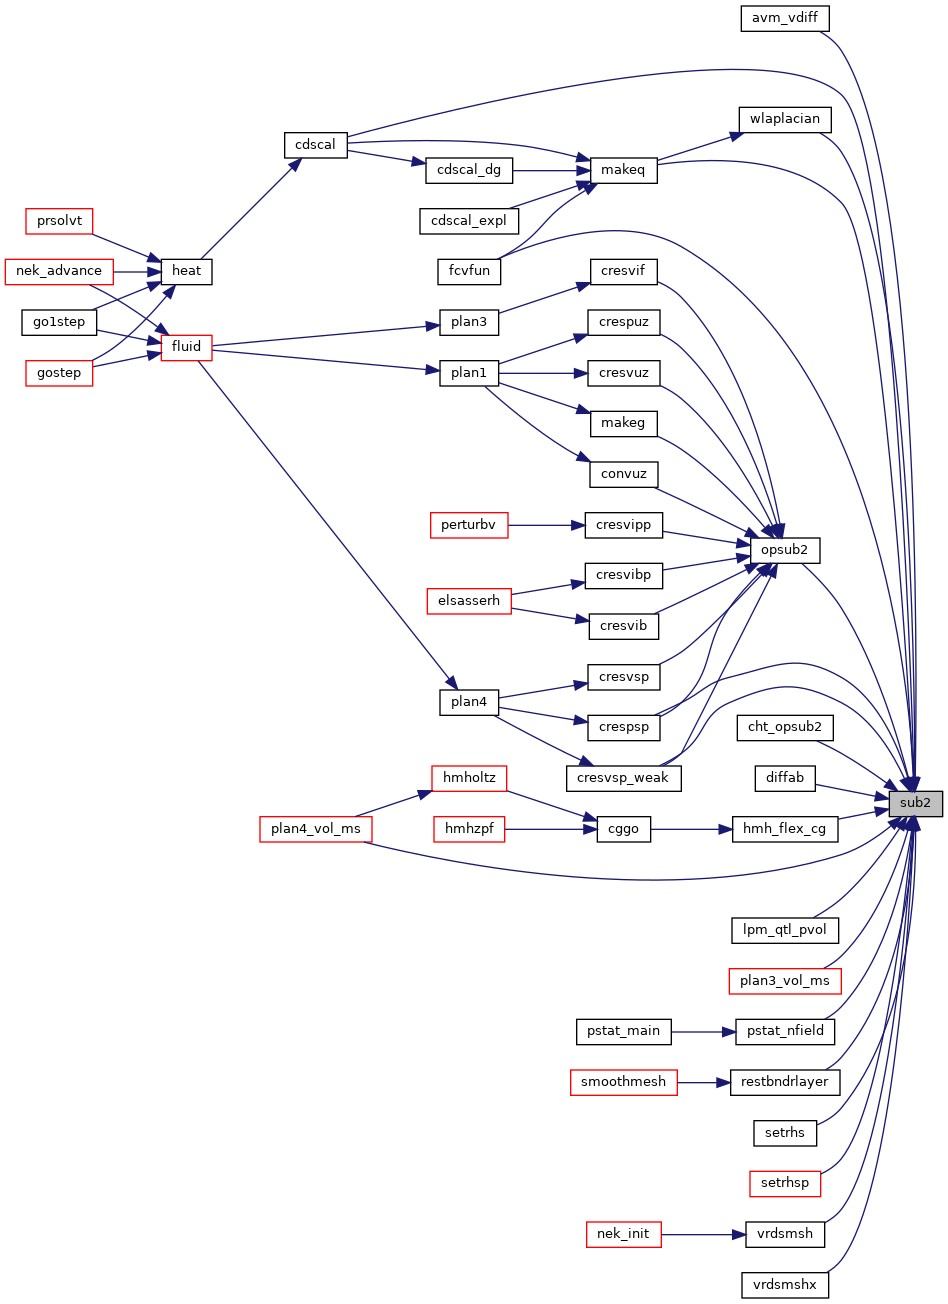 avm_vdiff
wlaplacian
cdscal
cdscal_dg
makeq
prsolvt
cdscal_expl
nek_advance
heat
fcvfun
cresvif
go1step
plan3
crespuz
fluid
gostep
plan1
cresvuz
makeg
convuz
perturbv
cresvipp
opsub2
cresvibp
elsasserh
cresvib
cresvsp
plan4
crespsp
cht_opsub2
hmholtz
cresvsp_weak
diffab
sub2
plan4_vol_ms
hmhzpf
cggo
hmh_flex_cg
lpm_qtl_pvol
plan3_vol_ms
pstat_main
pstat_nfield
smoothmesh
restbndrlayer
setrhs
setrhsp
nek_init
vrdsmsh
vrdsmshx